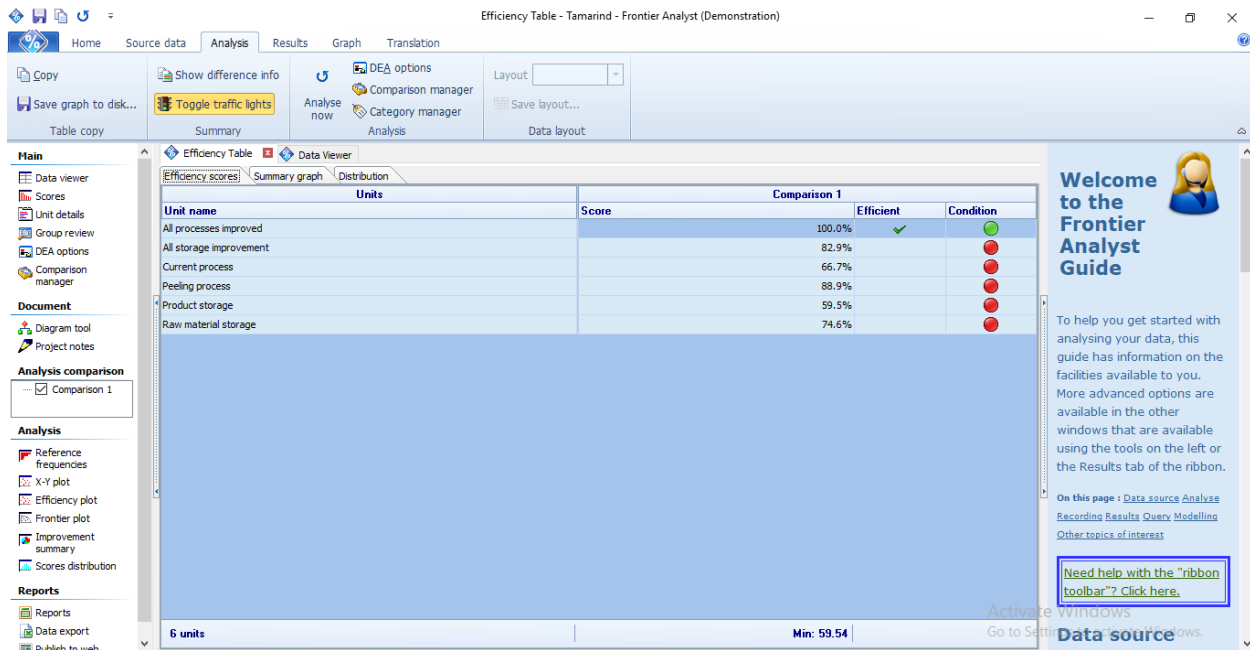 Efficiency Table - Tamarind - Frontier Analyst (Demonstration)
Home Source data Analysis Results Graph Translation
Copy
Save graph to disk...
Table copy
Show difference info
Toggle traffic lights
Summary
Analyse now
DEA options
Comparison manager
Category manager
Analysis
Layout
Save layout...
Data layout
Main
Data viewer
Scores
Unit details
Group review
DEA options
Comparison
manager
Document
Diagram tool
Project notes
Analysis comparison
Comparison 1
Analysis
Reference
frequencies
X-Y plot
Efficiency plot
Frontier plot
Improvement
summary
Scores distribution
Reports
Reports
Data export
Publish to web
Efficiency Table Data Viewer
Efficiency scores Summary graph Distribution
Units Comparison 1
Unit name Score Efficient Condition
All processes improved 100.0%
All storage improvement 82.9%
Current process 66.7%
Peeling process 88.9%
Product storage 59.5%
Raw material storage 74.6%
6 units Min: 59.54
Welcome
to the
Frontier
Analyst
Guide
To help you get started with
analysing your data, this
guide has information on the
facilities available to you.
More advanced options are
available in the other
windows that are available
using the tools on the left or
the Results tab of the ribbon.
On this page : Data source Analyse
Recording Results Query Modelling
Other topics of interest
Need help with the "ribbon
toolbar"? Click here.
Data source
Activate Windows
Go to Settings to activate Windows.